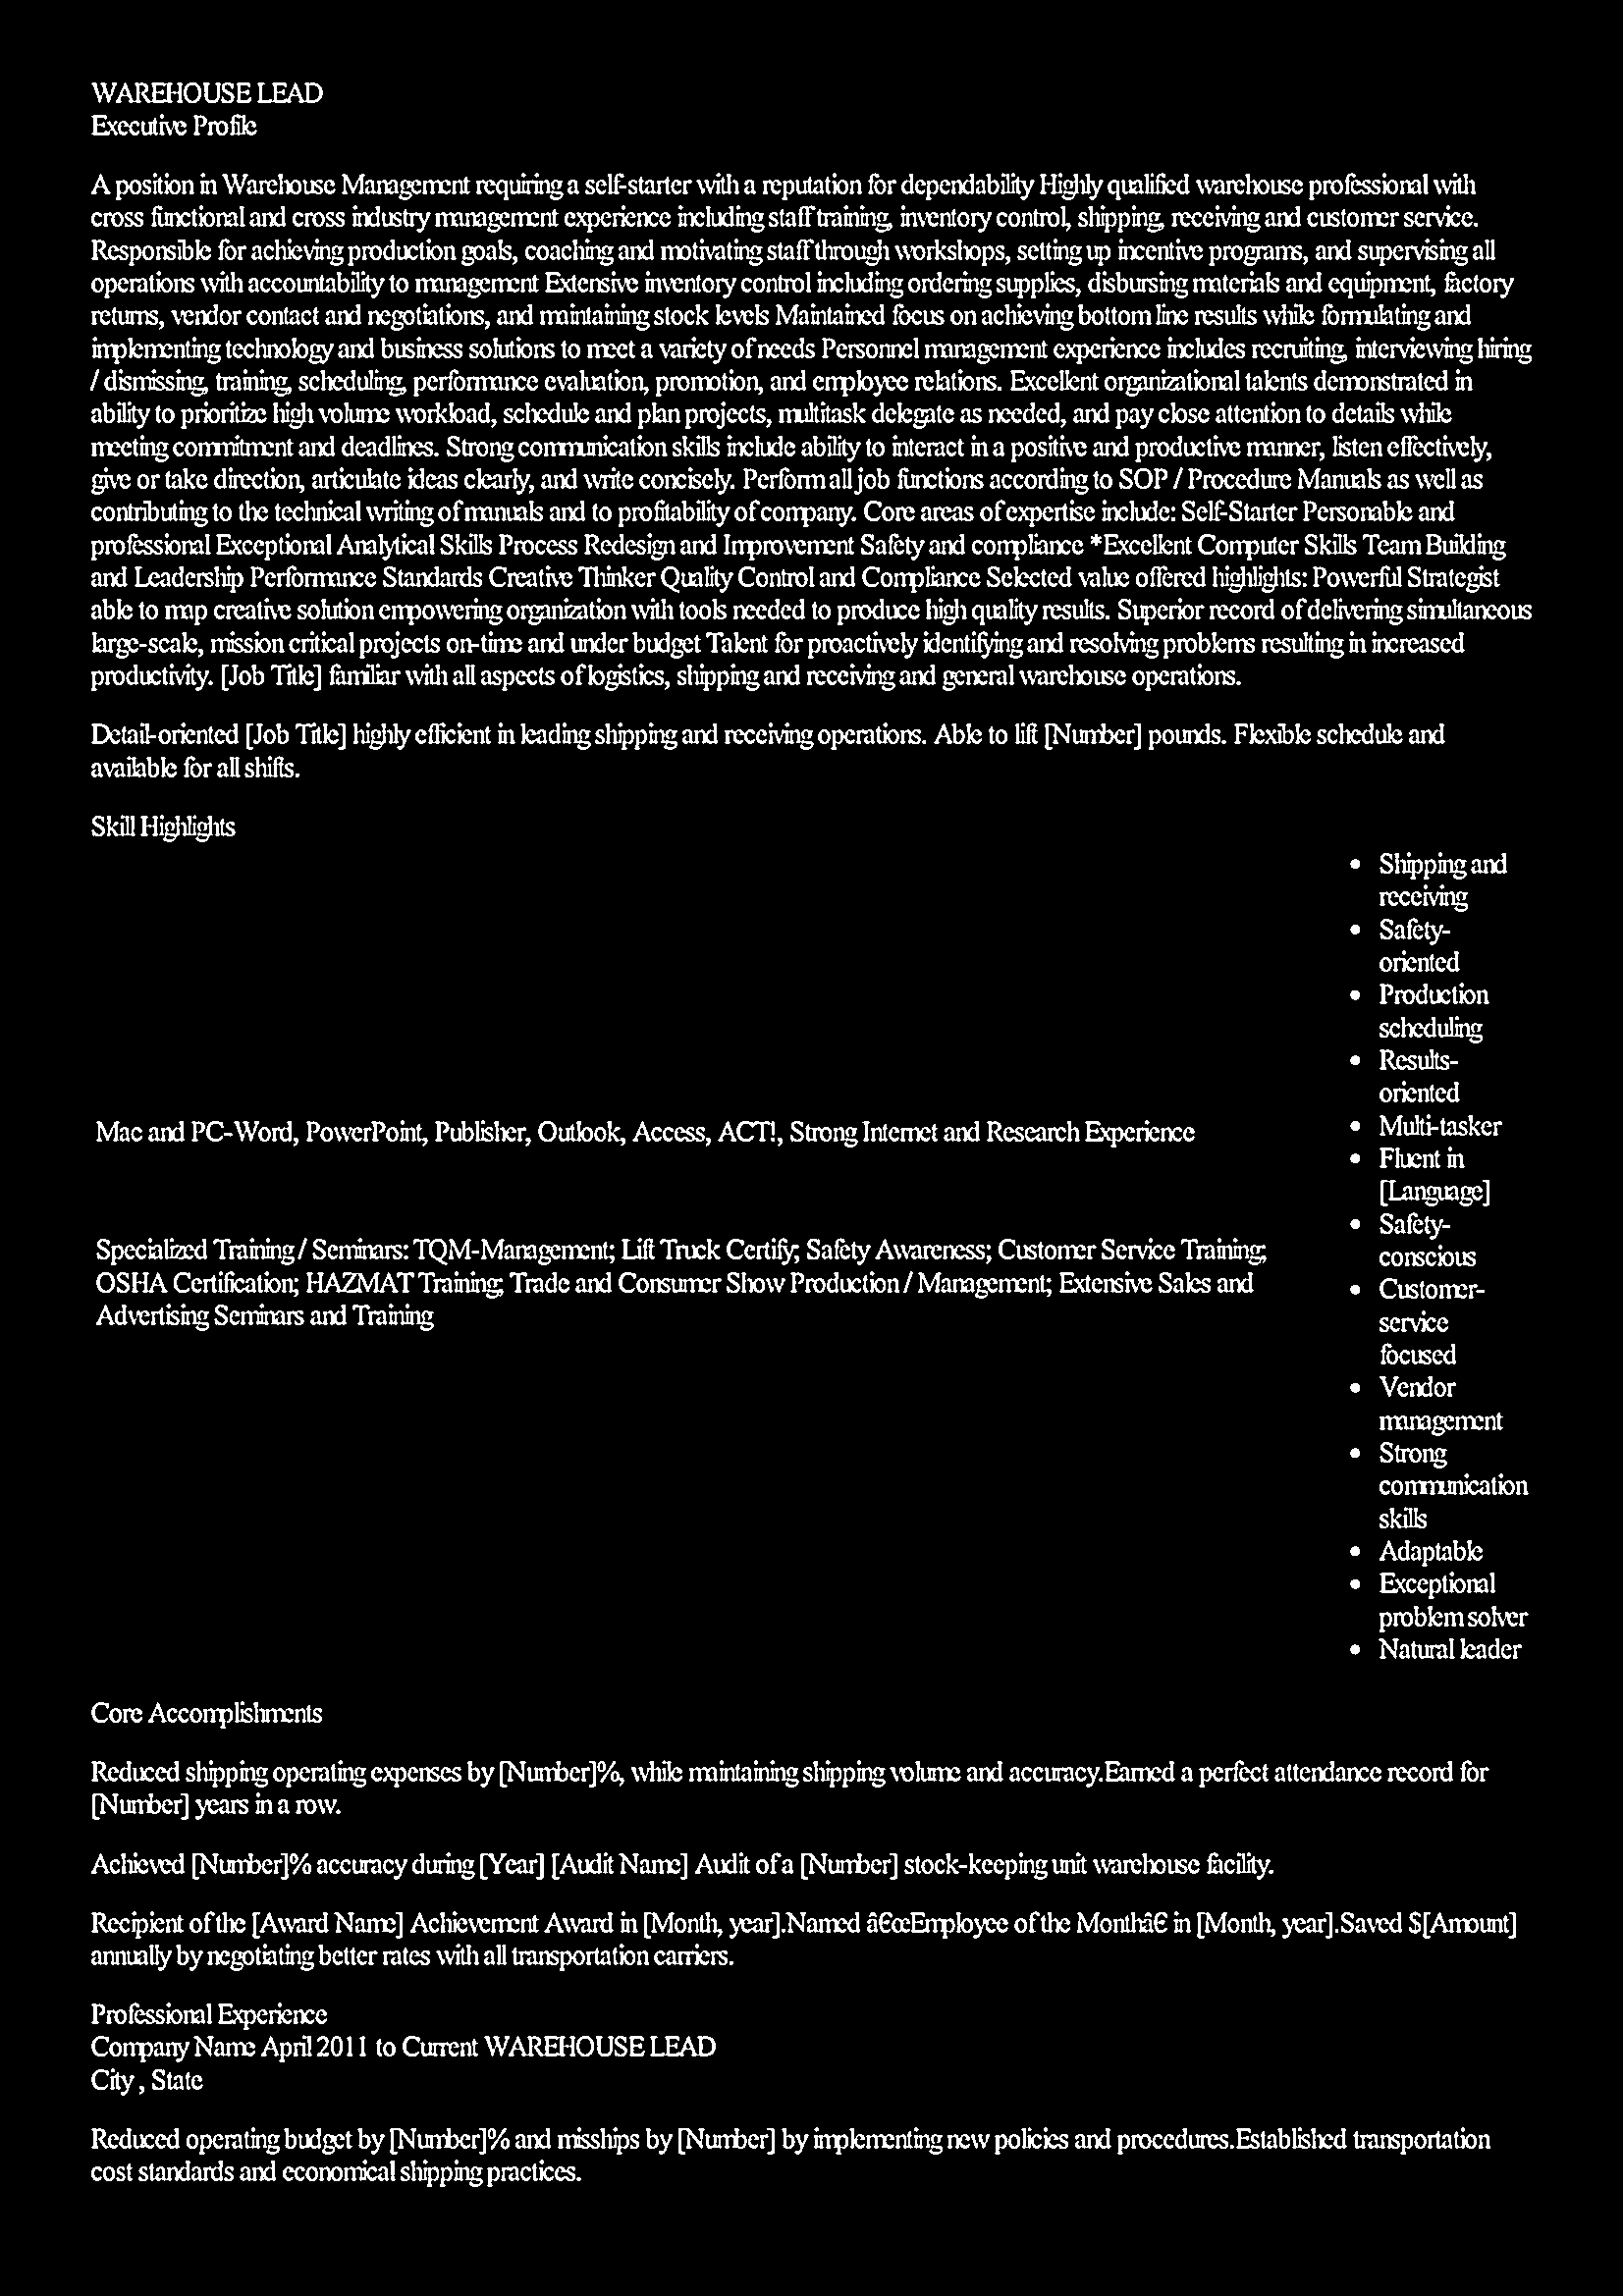 WAREHOUSE LEAD
Executive Profile
A position in Warehouse Management requiring a self-starter with a reputation for dependability Highly qualified warehouse professional with
cross functional and cross industry management experience including staff training, inventory control, shipping, receiving and customer service.
Responsible for achieving production goals, coaching and motivating staff through workshops, setting up incentive programs, and supervising all
operations with accountability to management Extensive inventory control including ordering supplies, disbursing materials and equipment, factory
returns, vendor contact and negotiations, and maintaining stock levels Maintained focus on achieving bottom line results while formulating and
implementing technology and business solutions to meet a variety of needs Personnel management experience includes recruiting, interviewing hiring
/ dismissing, training, scheduling, performance evaluation, promotion, and employee relations. Excellent organizational talents demonstrated in
ability to prioritize high volume workload, schedule and plan projects, multitask delegate as needed, and pay close attention to details while
meeting commitment and deadlines. Strong communication skills include ability to interact in a positive and productive manner, listen effectively,
give or take direction, articulate ideas clearly, and write concisely. Perform all job functions according to SOP / Procedure Manuals as well as
contributing to the technical writing of manuals and to profitability of company. Core areas of expertise include: Self-Starter Personable and
professional Exceptional Analytical Skills Process Redesign and Improvement Safety and compliance *Excellent Computer Skills Team Building
and Leadership Performance Standards Creative Thinker Quality Control and Compliance Selected value offered highlights: Powerful Strategist
able to map creative solution empowering organization with tools needed to produce high quality results. Superior record of delivering simultaneous
large-scale, mission critical projects on-time and under budget Talent for proactively identifying and resolving problems resulting in increased
productivity. [Job Title] familiar with all aspects of logistics, shipping and receiving and general warehouse operations.
Detail-oriented [Job Title] highly efficient in leading shipping and receiving operations. Able to lift [Number] pounds. Flexible schedule and
available for all shifts.
Skill Highlights
Mac and PC-Word, PowerPoint, Publisher, Outlook, Access, ACT!, Strong Internet and Research Experience
Specialized Training / Seminars: TQM-Management; Lift Truck Certify; Safety Awareness; Customer Service Training;
OSHA Certification; HAZMAT Training; Trade and Consumer Show Production / Management; Extensive Sales and
Advertising Seminars and Training
• Shipping and
receiving
• Safety-
oriented
• Production
scheduling
• Results-
oriented
• Multi-tasker
• Fluent in
[Language]
• Safety-
conscious
• Customer-
service
focused
• Vendor
management
• Strong
communication
skills
• Adaptable
• Exceptional
problem solver
• Natural leader
Core Accomplishments
Reduced shipping operating expenses by [Number]%, while maintaining shipping volume and accuracy.Earned a perfect attendance record for
[Number] years in a row.
Achieved [Number]% accuracy during [Year] [Audit Name] Audit of a [Number] stock-keeping unit warehouse facility.
Recipient of the [Award Name] Achievement Award in [Month, year].Named â€œEmployee of the Monthâ€ in [Month, year].Saved $[Amount]
annually by negotiating better rates with all transportation carriers.
Professional Experience
Company Name April 2011 to Current WAREHOUSE LEAD
City , State
Reduced operating budget by [Number]% and misships by [Number] by implementing new policies and procedures.Established transportation
cost standards and economical shipping practices.